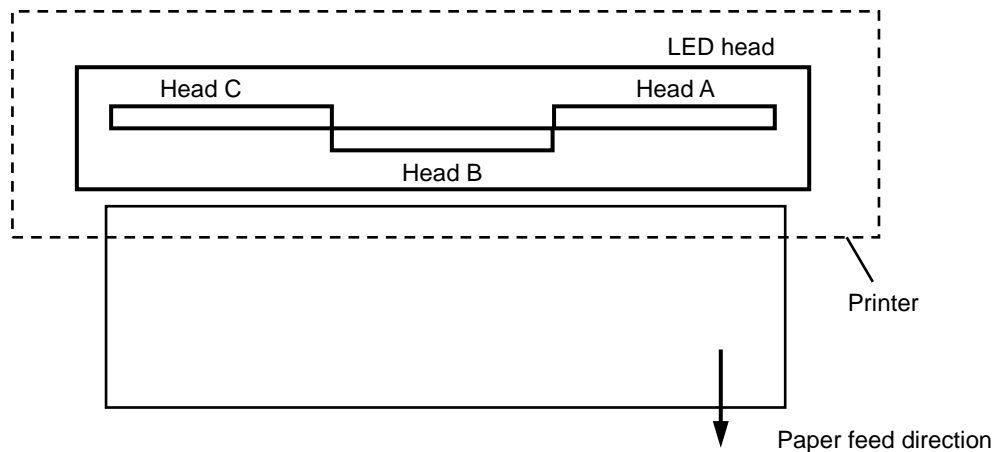 LED head
Head C
Head A
Head B
Printer
Paper feed direction